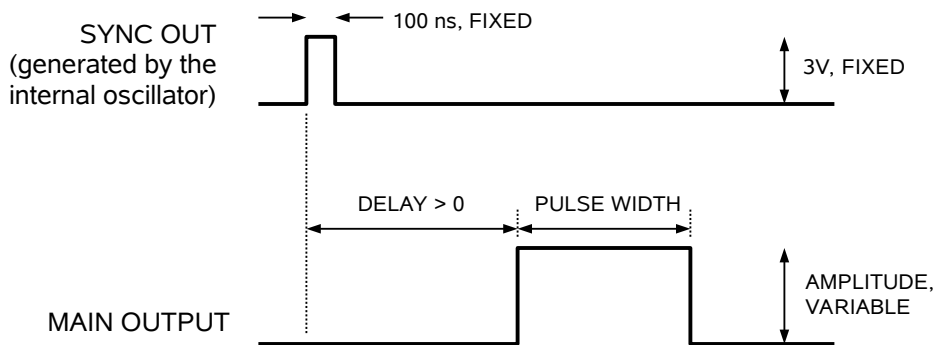 100 ns, FIXED
SYNC OUT
(generated by the
internal oscillator)
3V, FIXED
DELAY > 0
PULSE WIDTH
AMPLITUDE,
VARIABLE
MAIN OUTPUT